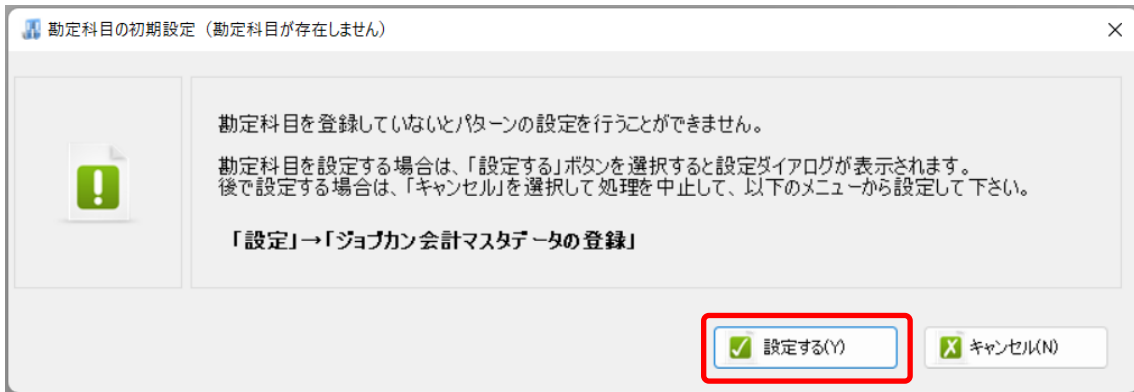 勘定科目の初期設定（勘定科目が存在しません）
勘定科目を登録していないとパターンの設定を行うことができません。
勘定科目を設定する場合は、「設定する」ボタンを選択すると設定ダイアログが表示されます。
後で設定する場合は、「キャンセル」を選択して処理を中止して、以下のメニューから設定して下さい。
「設定」→「ジョブカン会計マスタデータの登録」
設定する(Y)
キャンセル(N)